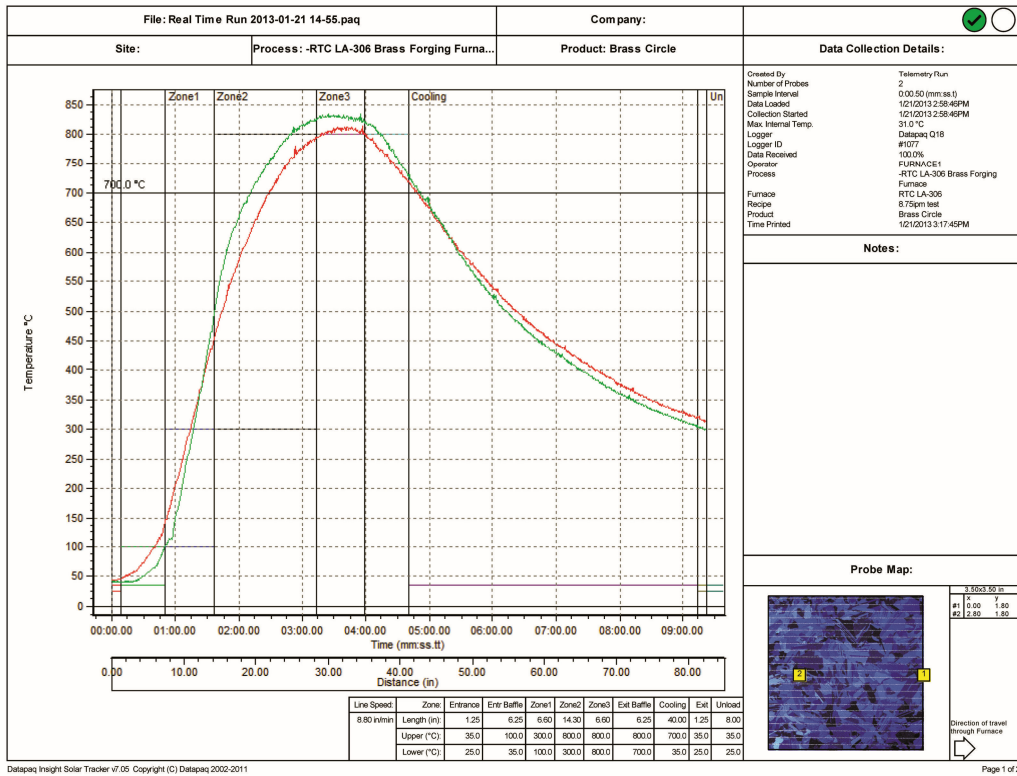 File: Real Time Run 2013-01-21 14-55.paq
Company:
Site:
Process: -RTC LA-306 Brass Forging Furna...
Product: Brass Circle
Data Collection Details:
Created By Telemetry Run
Number of Probes 2
Sample Interval 0:00.50 (mm:ss.t)
Data Loaded 1/21/2013 2:58:46PM
Collection Started 1/21/2013 2:58:46PM
Max. Internal Temp. 31.0 °C
Logger Datapaq Q18
Logger ID #1077
Data Received 100.0%
Operator FURNACE1
Process -RTC LA-306 Brass Forging
Furnace
Furnace RTC LA-306
Recipe 8.75ipm test
Product Brass Circle
Time Printed 1/21/2013 3:17:45PM
Notes:
Zone1 Zone2 Zone3 Cooling Un
850
800
750
700
700.0 °C
650
600
550
500
450
400
350
300
250
200
150
100
50
0
Temperature °C
00:00.00 01:00.00 02:00.00 03:00.00 04:00.00 05:00.00 06:00.00 07:00.00 08:00.00 09:00.00
Time (mm:ss.tt)
0.00 10.00 20.00 30.00 40.00 50.00 60.00 70.00 80.00
Distance (in)
Line Speed: Zone: Entrance Entr Baffle Zone1 Zone2 Zone3 Exit Baffle Cooling Exit Unload
8.80 in/min Length (in): 1.25 6.25 6.60 14.30 6.60 6.25 40.00 1.25 8.00
Upper (°C): 35.0 100.0 300.0 800.0 800.0 800.0 700.0 35.0 35.0
Lower (°C): 25.0 35.0 100.0 300.0 800.0 700.0 35.0 25.0 25.0
Probe Map:
3.50x3.50 in
x y
#1 0.00 1.80
#2 2.80 1.80
2
1
Direction of travel
through Furnace
Datapaq Insight Solar Tracker v7.05 Copyright (C) Datapaq 2002-2011
Page 1 of